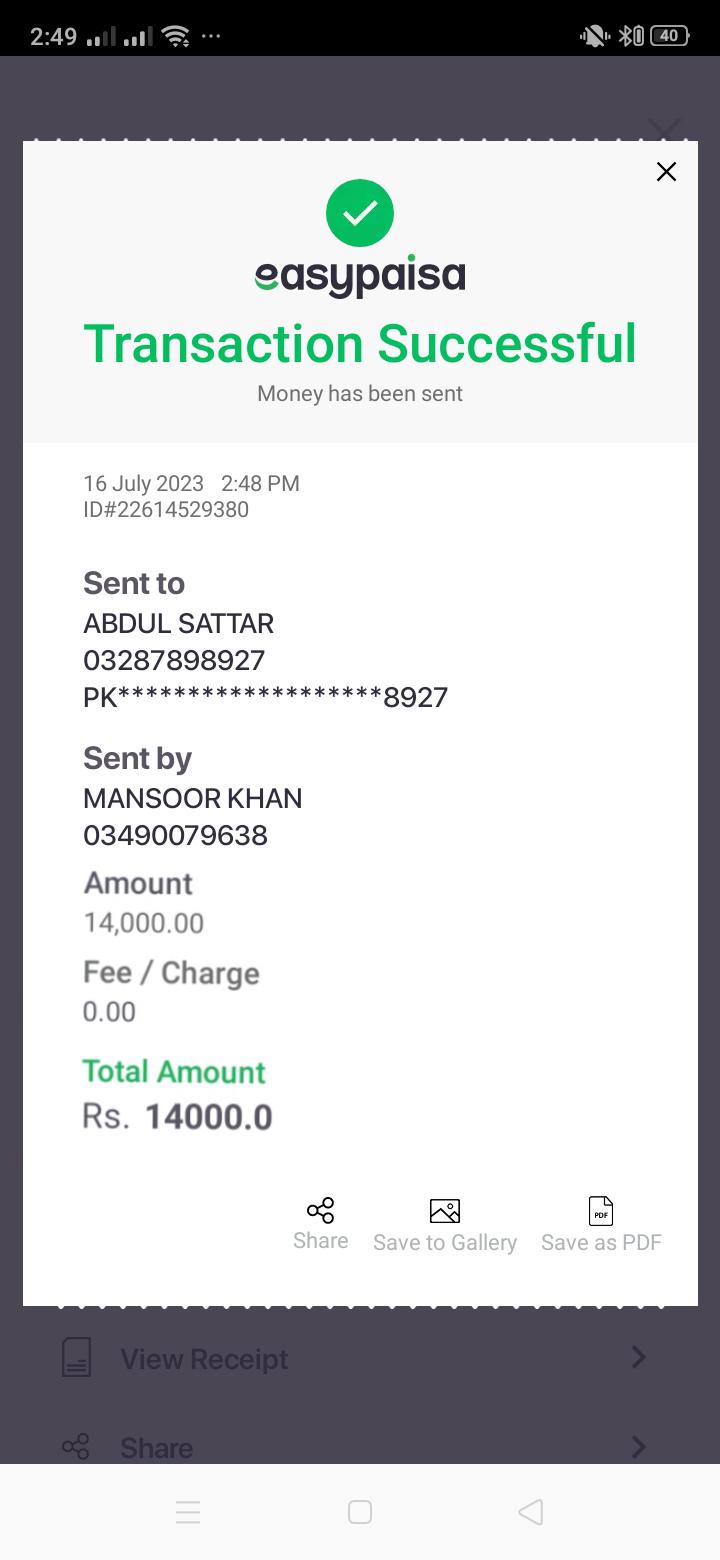 2:49
40
easypaisa
Transaction Successful
Money has been sent
16 July 2023 2:48 PM
ID#22614529380
Sent to
ABDUL SATTAR
03287898927
PK*******************8927
Sent by
MANSOOR KHAN
03490079638
Amount
14,000.00
Fee / Charge
0.00
Total Amount
Rs. 14000.0
Share
Save to Gallery
PDF
Save as PDF
View Receipt
Share